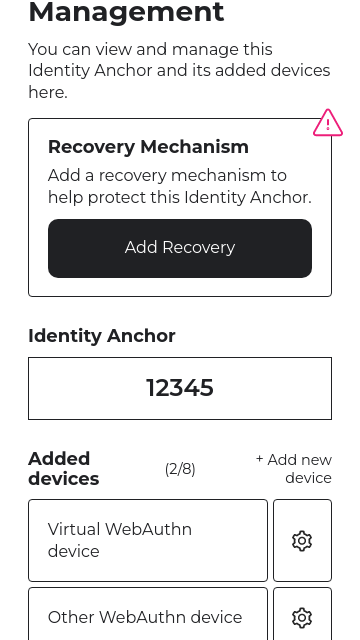 Management
You can view and manage this
Identity Anchor and its added devices
here.
Recovery Mechanism
Add a recovery mechanism to
help protect this Identity Anchor.
Add Recovery
Identity Anchor
12345
Added
devices
(2/8)
+ Add new
device
Virtual WebAuthn
device
Other WebAuthn device